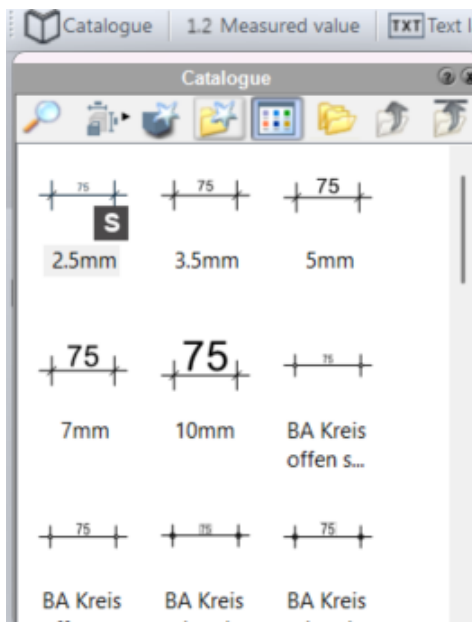 Catalogue 1.2 Measured value TXT Text
Catalogue
75 75 75
S
2.5mm 3.5mm 5mm
75 75 75
7mm 10mm BA Kreis
offen s...
75 75 75
BA Kreis BA Kreis BA Kreis